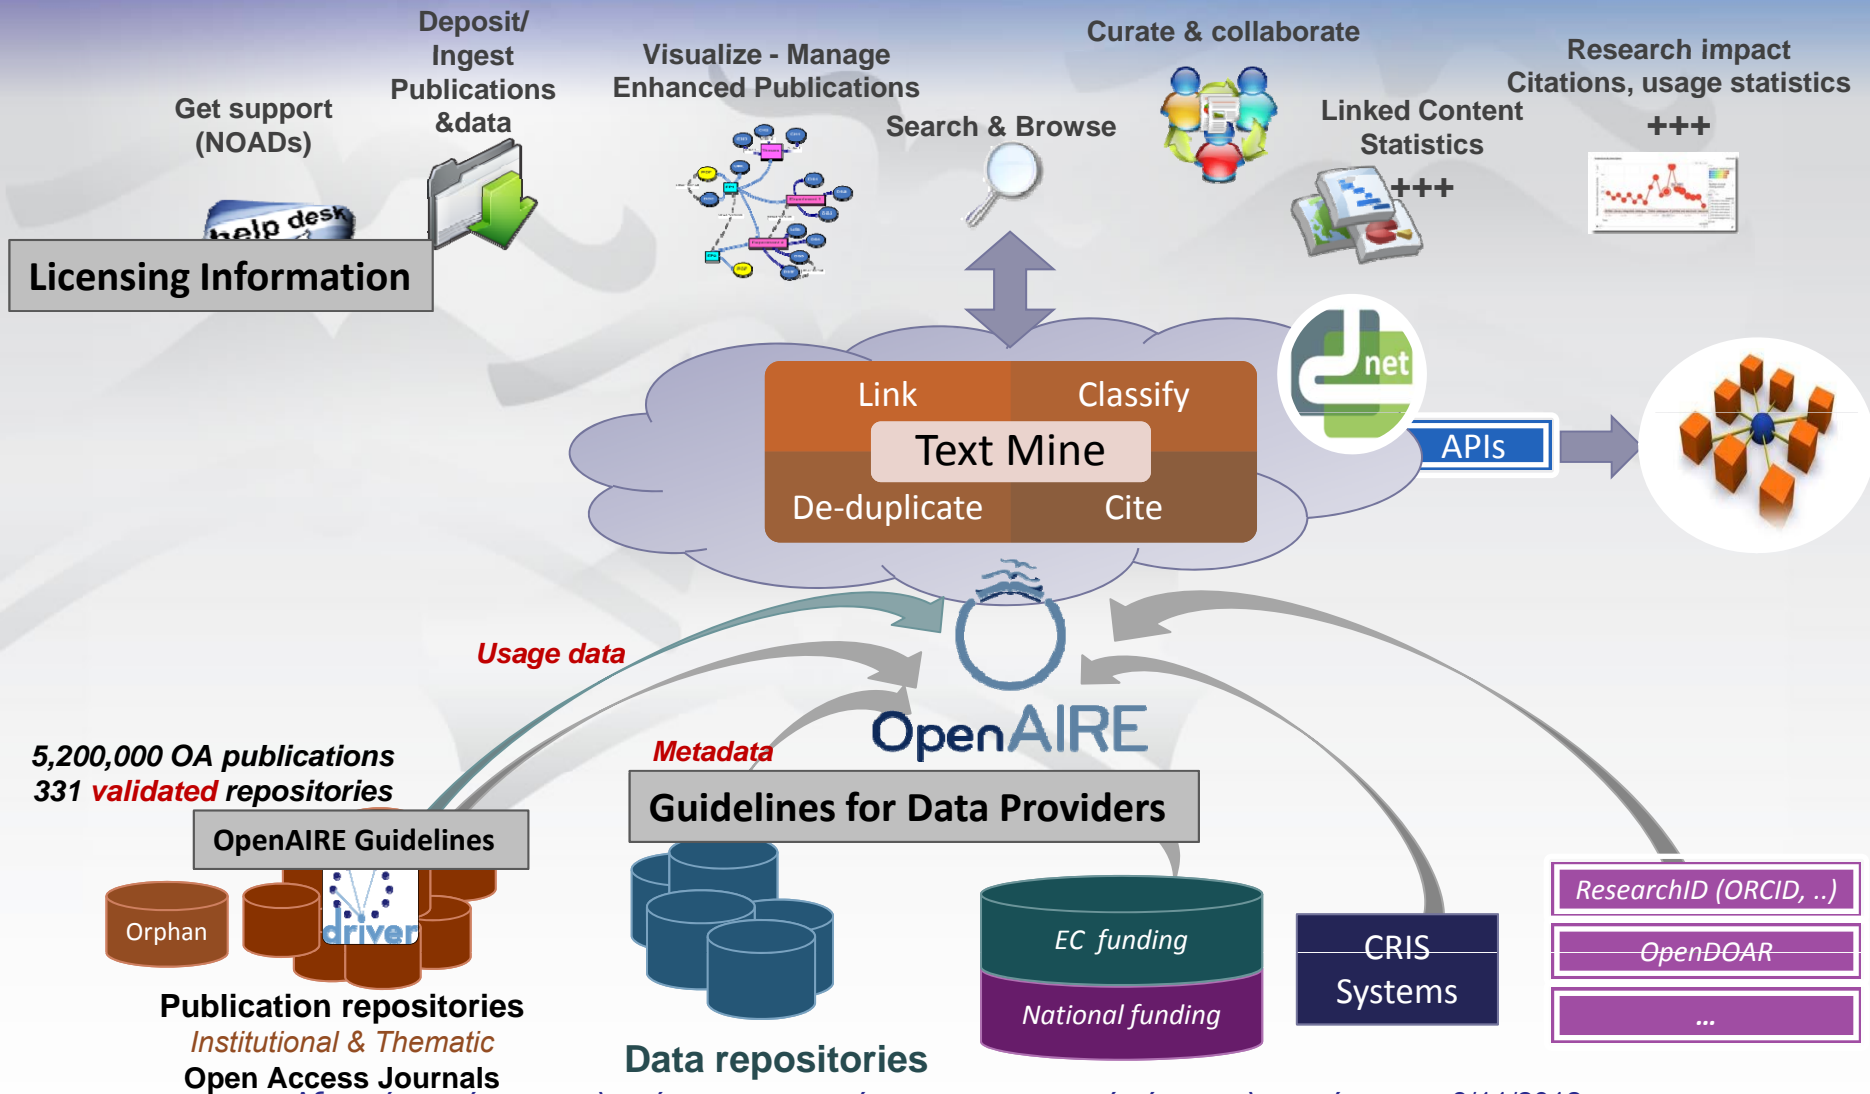 Deposit/
Ingest
Publications
&data
Get support
(NOADs)
Visualize - Manage
Enhanced Publications
Search & Browse
Curate & collaborate
Linked Content
Statistics
+++
Research impact
Citations, usage statistics
+++
help desk
Licensing Information
Link
Classify
Text Mine
De-duplicate
Cite
net
APIs
Usage data
OpenAIRE
Metadata
5,200,000 OA publications
331 validated repositories
OpenAIRE Guidelines
Guidelines for Data Providers
Orphan
driver
EC funding
National funding
CRIS
Systems
ResearchID (ORCID, ..)
OpenDOAR
...
Publication repositories
Institutional & Thematic
Open Access Journals
Data repositories